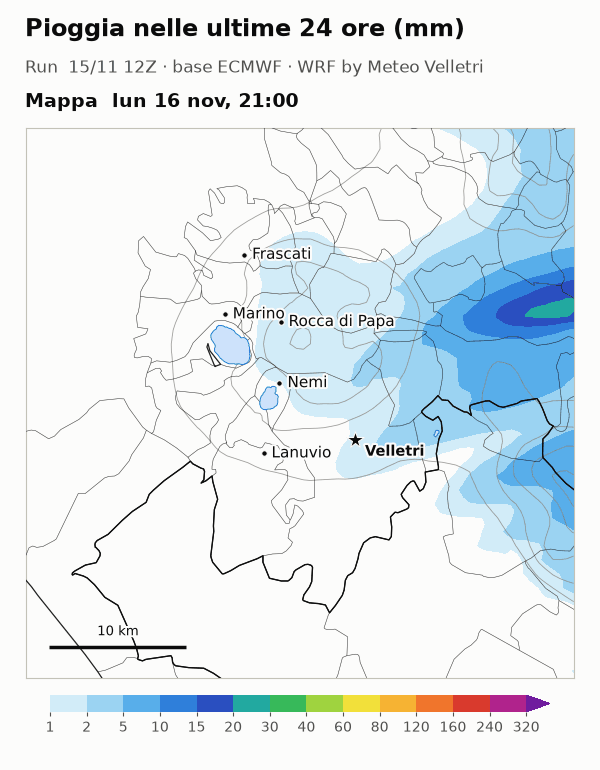 Pioggia nelle ultime 24 ore (mm)
Run  15/11 12Z · base ECMWF · WRF by Meteo Velletri
Mappa  lun 16 nov, 21:00
Frascati
Marino
Rocca di Papa
Nemi
Velletri
Lanuvio
10 km
1 2 5 10 15 20 30 40 60 80 120 160 240 320